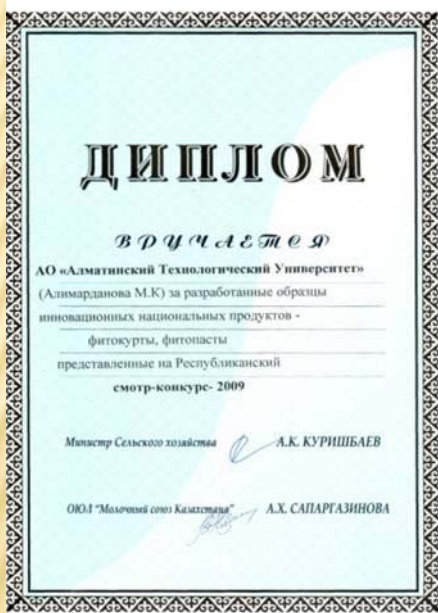 ДИПЛОМ
ВРУЧАЕТСЯ
АО «Алматинский Технологический Университет»
(Алимарданова М.К) за разработанные образцы
инновационных национальных продуктов -
фитокурты, фитопасты
представленные на Республиканский
смотр-конкурс- 2009
Министр Сельского хозяйства А.К. КУРИШБАЕВ
ОЮЛ "Молочный союз Казахстана" А.Х. САПАРГАЗИНОВА